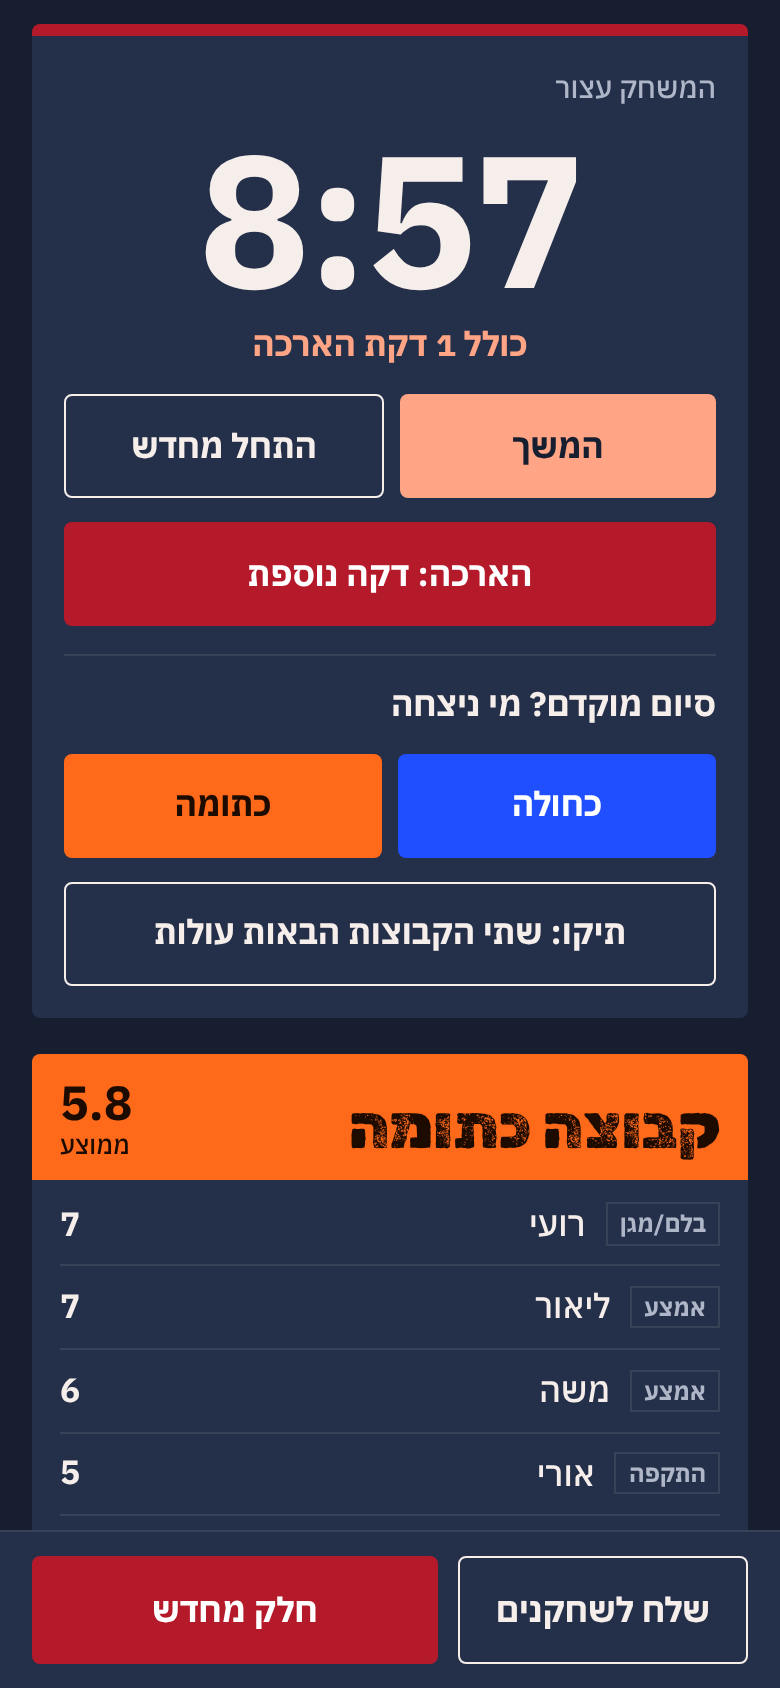 המשחק עצור
8:57
כולל 1 דקת הארכה
המשך
התחל מחדש
הארכה: דקה נוספת
סיום מוקדם? מי ניצחה
כחולה
כתומה
תיקו: שתי הקבוצות הבאות עולות
קבוצה כתומה
5.8
ממוצע
בלם/מגן רועי 7
אמצע ליאור 7
אמצע משה 6
התקפה אורי 5
שלח לשחקנים
חלק מחדש